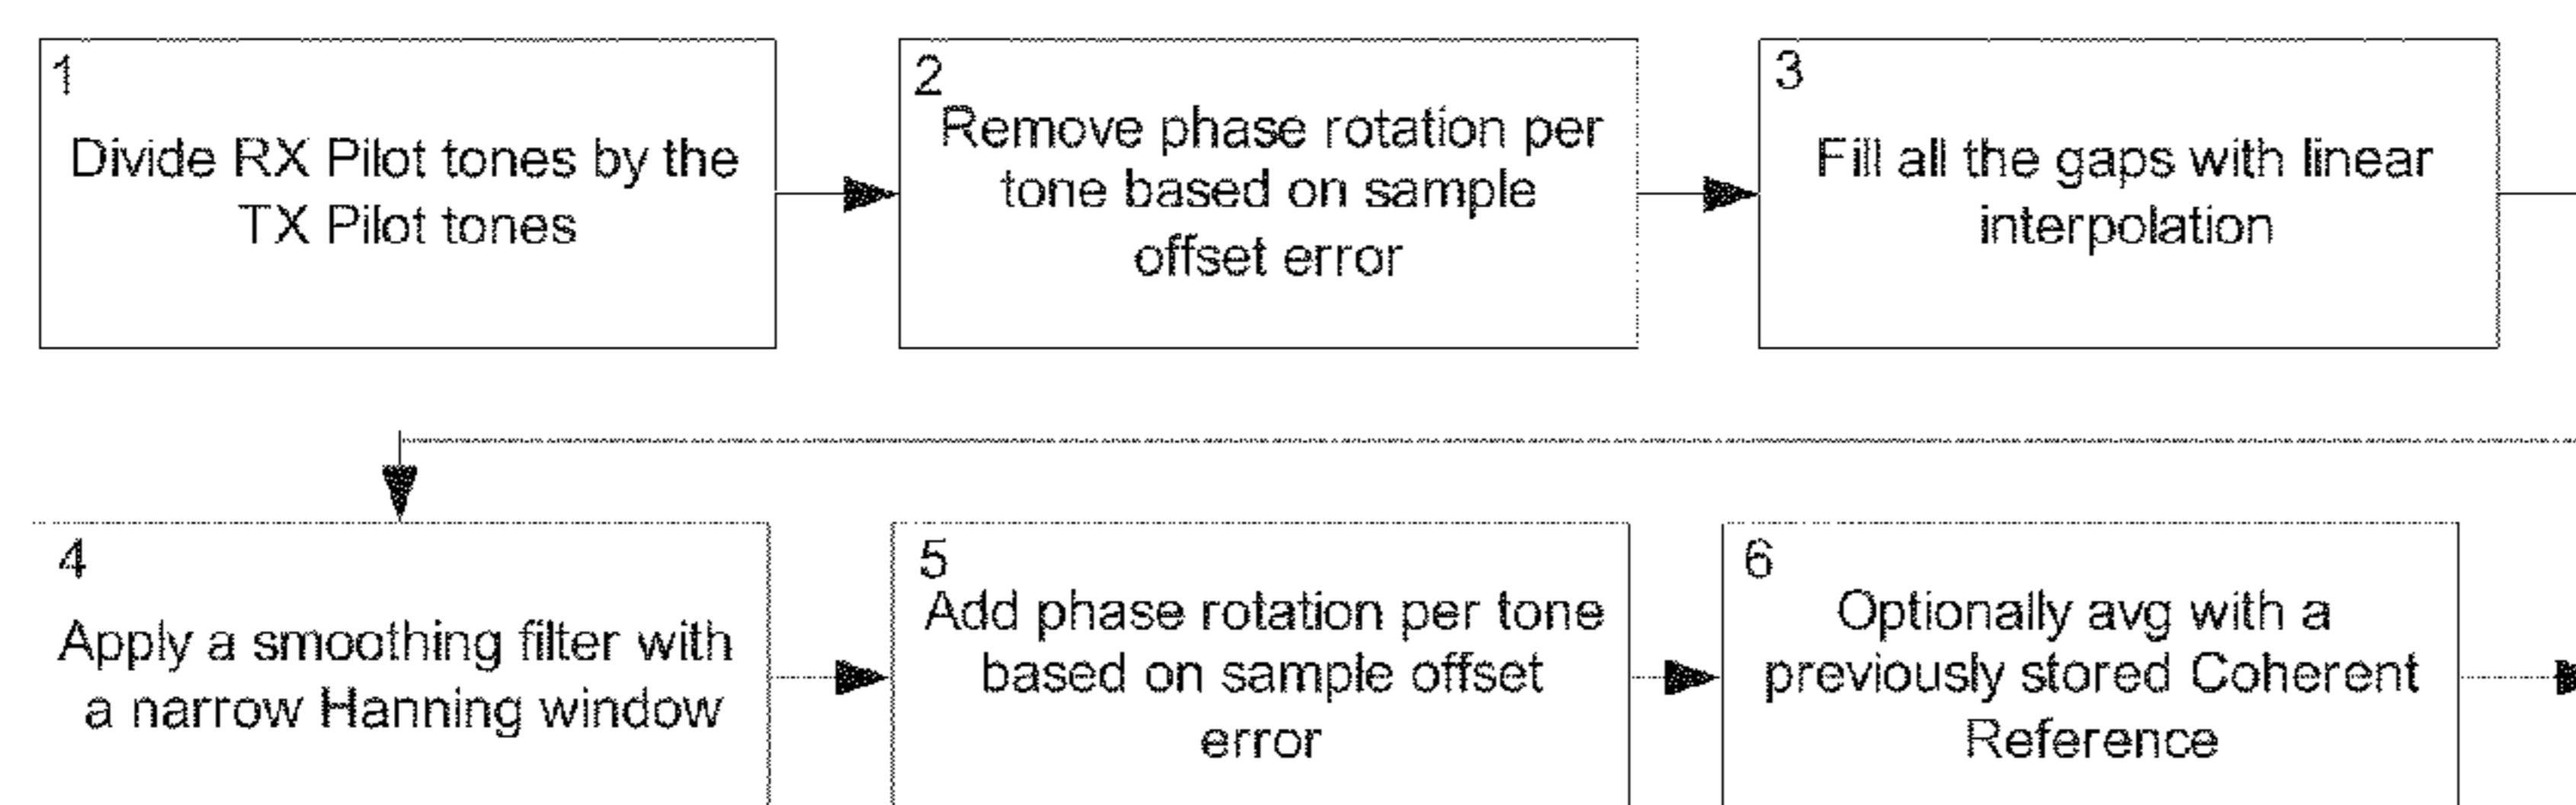 1
Divide RX Pilot tones by the
TX Pilot tones
2
Remove phase rotation per
tone based on sample
offset error
3
Fill all the gaps with linear
interpolation
4
Apply a smoothing filter with
a narrow Hanning window
5
Add phase rotation per tone
based on sample offset
error
6
Optionally avg with a
previously stored Coherent
Reference